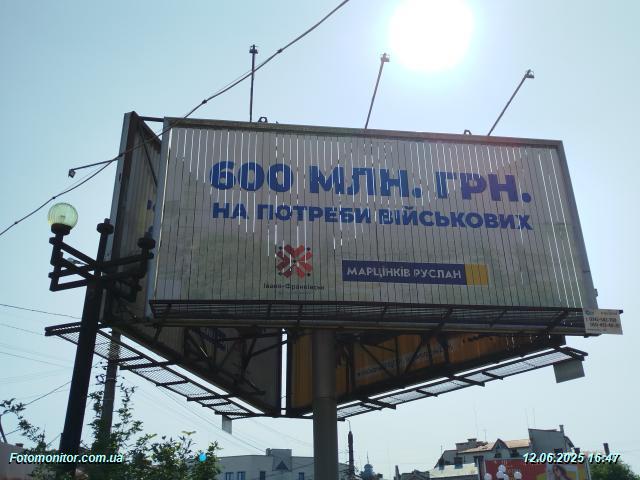 600 МЛН. ГРН.
НА ПОТРЕБИ ВІЙСЬКОВИХ
Івано-Франківськ
МАРЦІНКІВ РУСЛАН
Fotomonitor.com.ua
12.06.2025 16:47